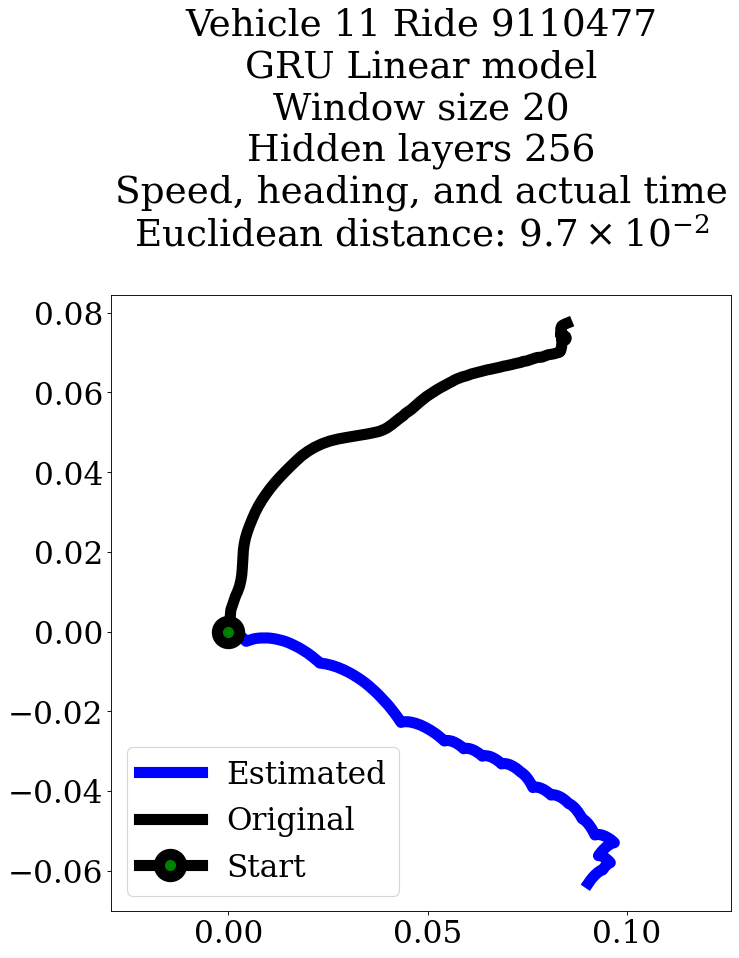 Vehicle 11 Ride 9110477
GRU Linear model
Window size 20
Hidden layers 256
Speed, heading, and actual time
Euclidean distance: 9.7 × 10⁻²
0.08
0.06
0.04
0.02
0.00
−0.02
−0.04
−0.06
Estimated
Original
Start
0.00 0.05 0.10